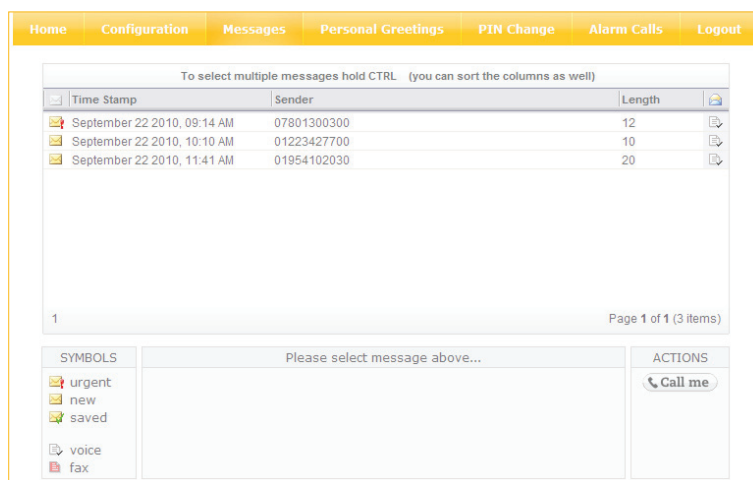 Home Configuration Messages Personal Greetings PIN Change Alarm Calls Logout
To select multiple messages hold CTRL (you can sort the columns as well)
Time Stamp Sender Length
September 22 2010, 09:14 AM 07801300300 12
September 22 2010, 10:10 AM 01223427700 10
September 22 2010, 11:41 AM 01954102030 20
1 Page 1 of 1 (3 items)
SYMBOLS Please select message above... ACTIONS
urgent Call me
new
saved
voice
fax